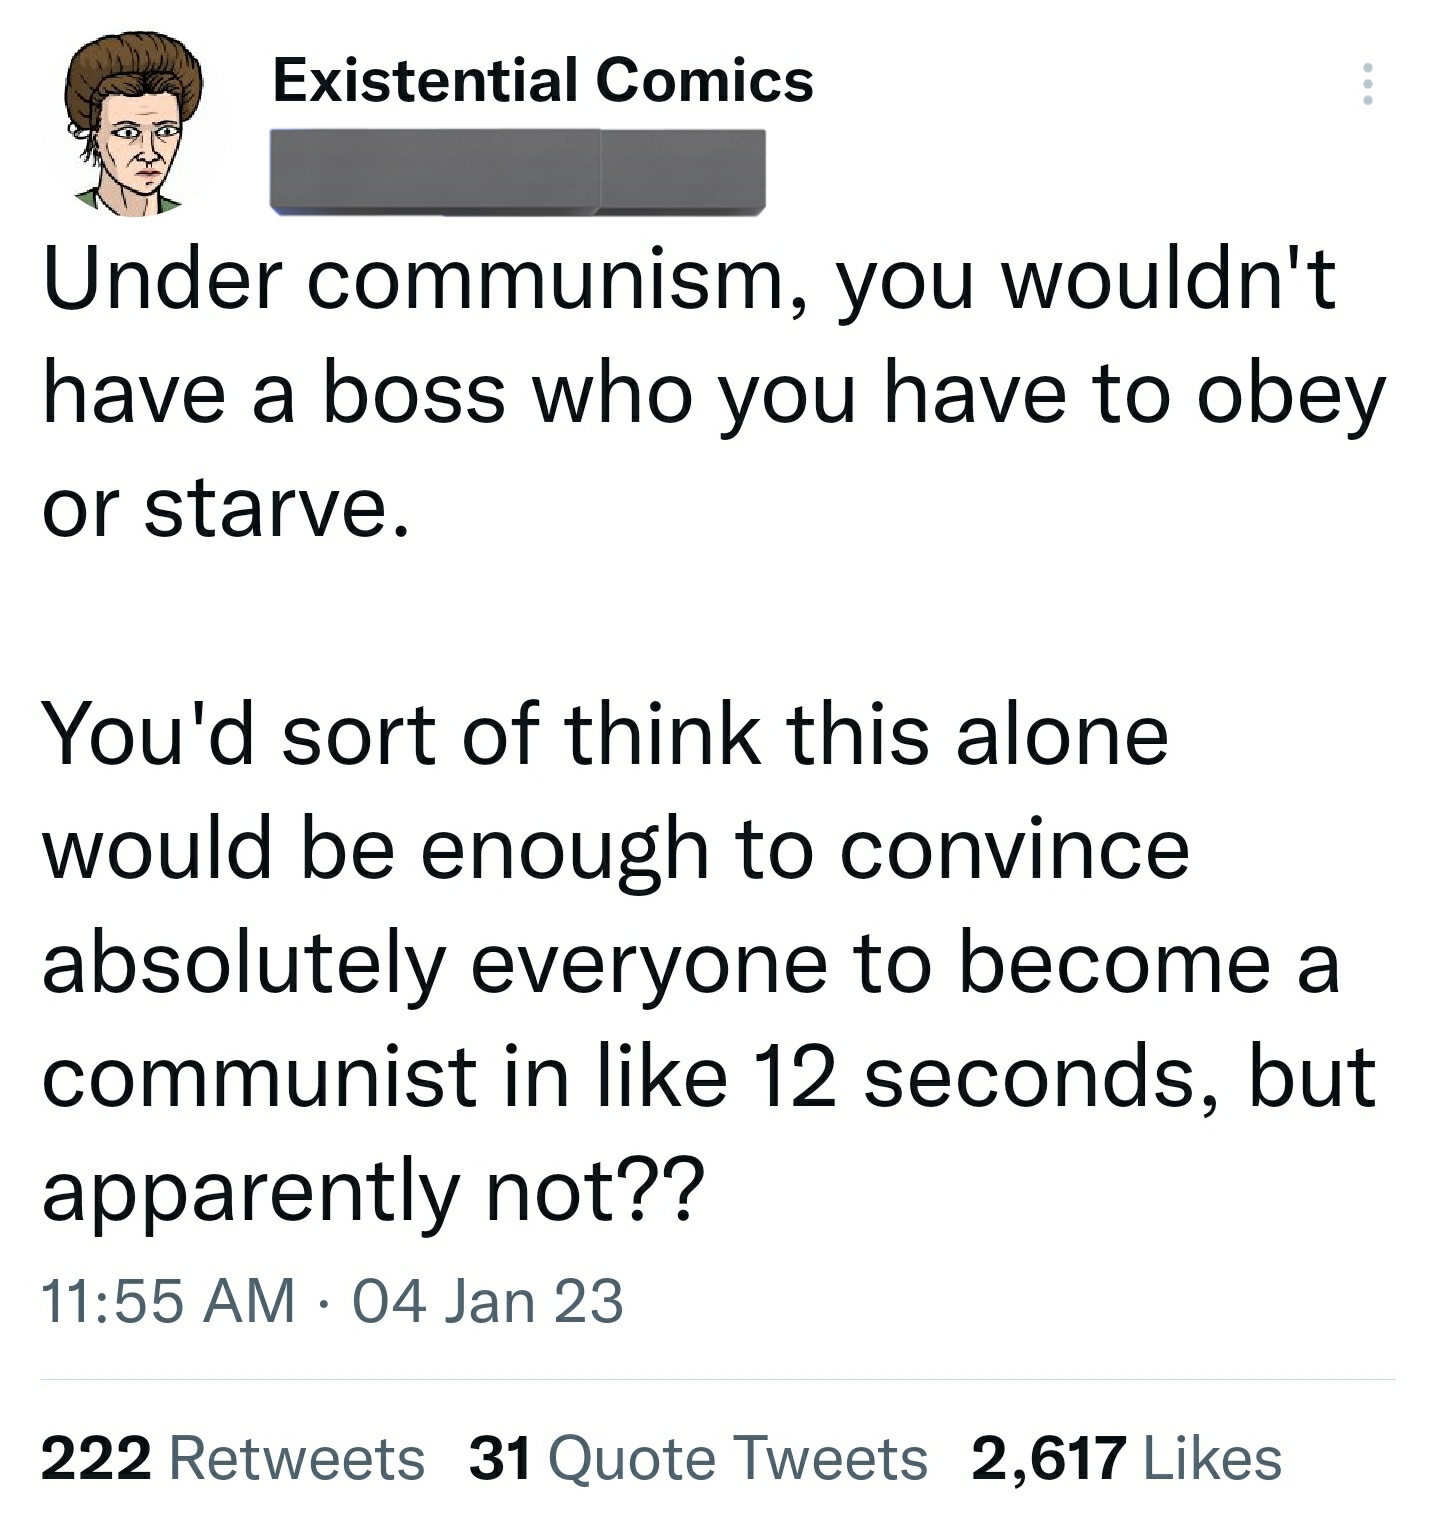 Existential Comics
Under communism, you wouldn't
have a boss who you have to obey
or starve.
You'd sort of think this alone
would be enough to convince
absolutely everyone to become a
communist in like 12 seconds, but
apparently not??
11:55 AM · 04 Jan 23
222 Retweets 31 Quote Tweets 2,617 Likes